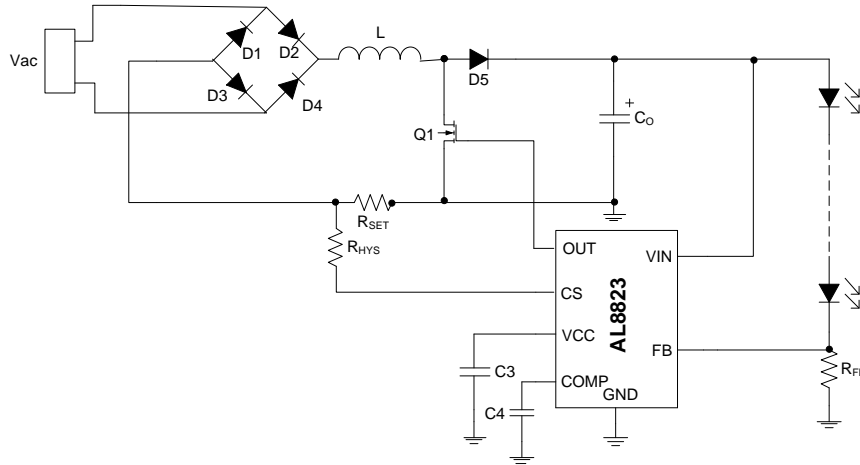 Vac
D1
D2
D3
D4
L
D5
Q1
+
CO
RSET
RHYS
OUT
VIN
CS
AL8823
VCC
FB
COMP
GND
C3
C4